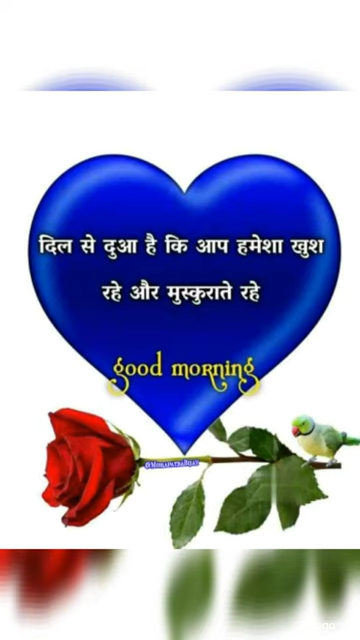 दिल से दुआ है कि आप हमेशा खुश
रहे और मुस्कुराते रहे
good morning